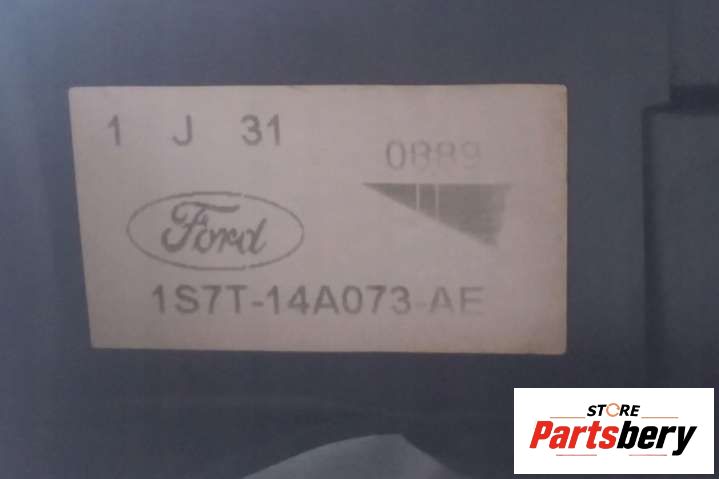 1 J 31
0889
Ford
1S7T-14A073-AE
STORE
Partsbery